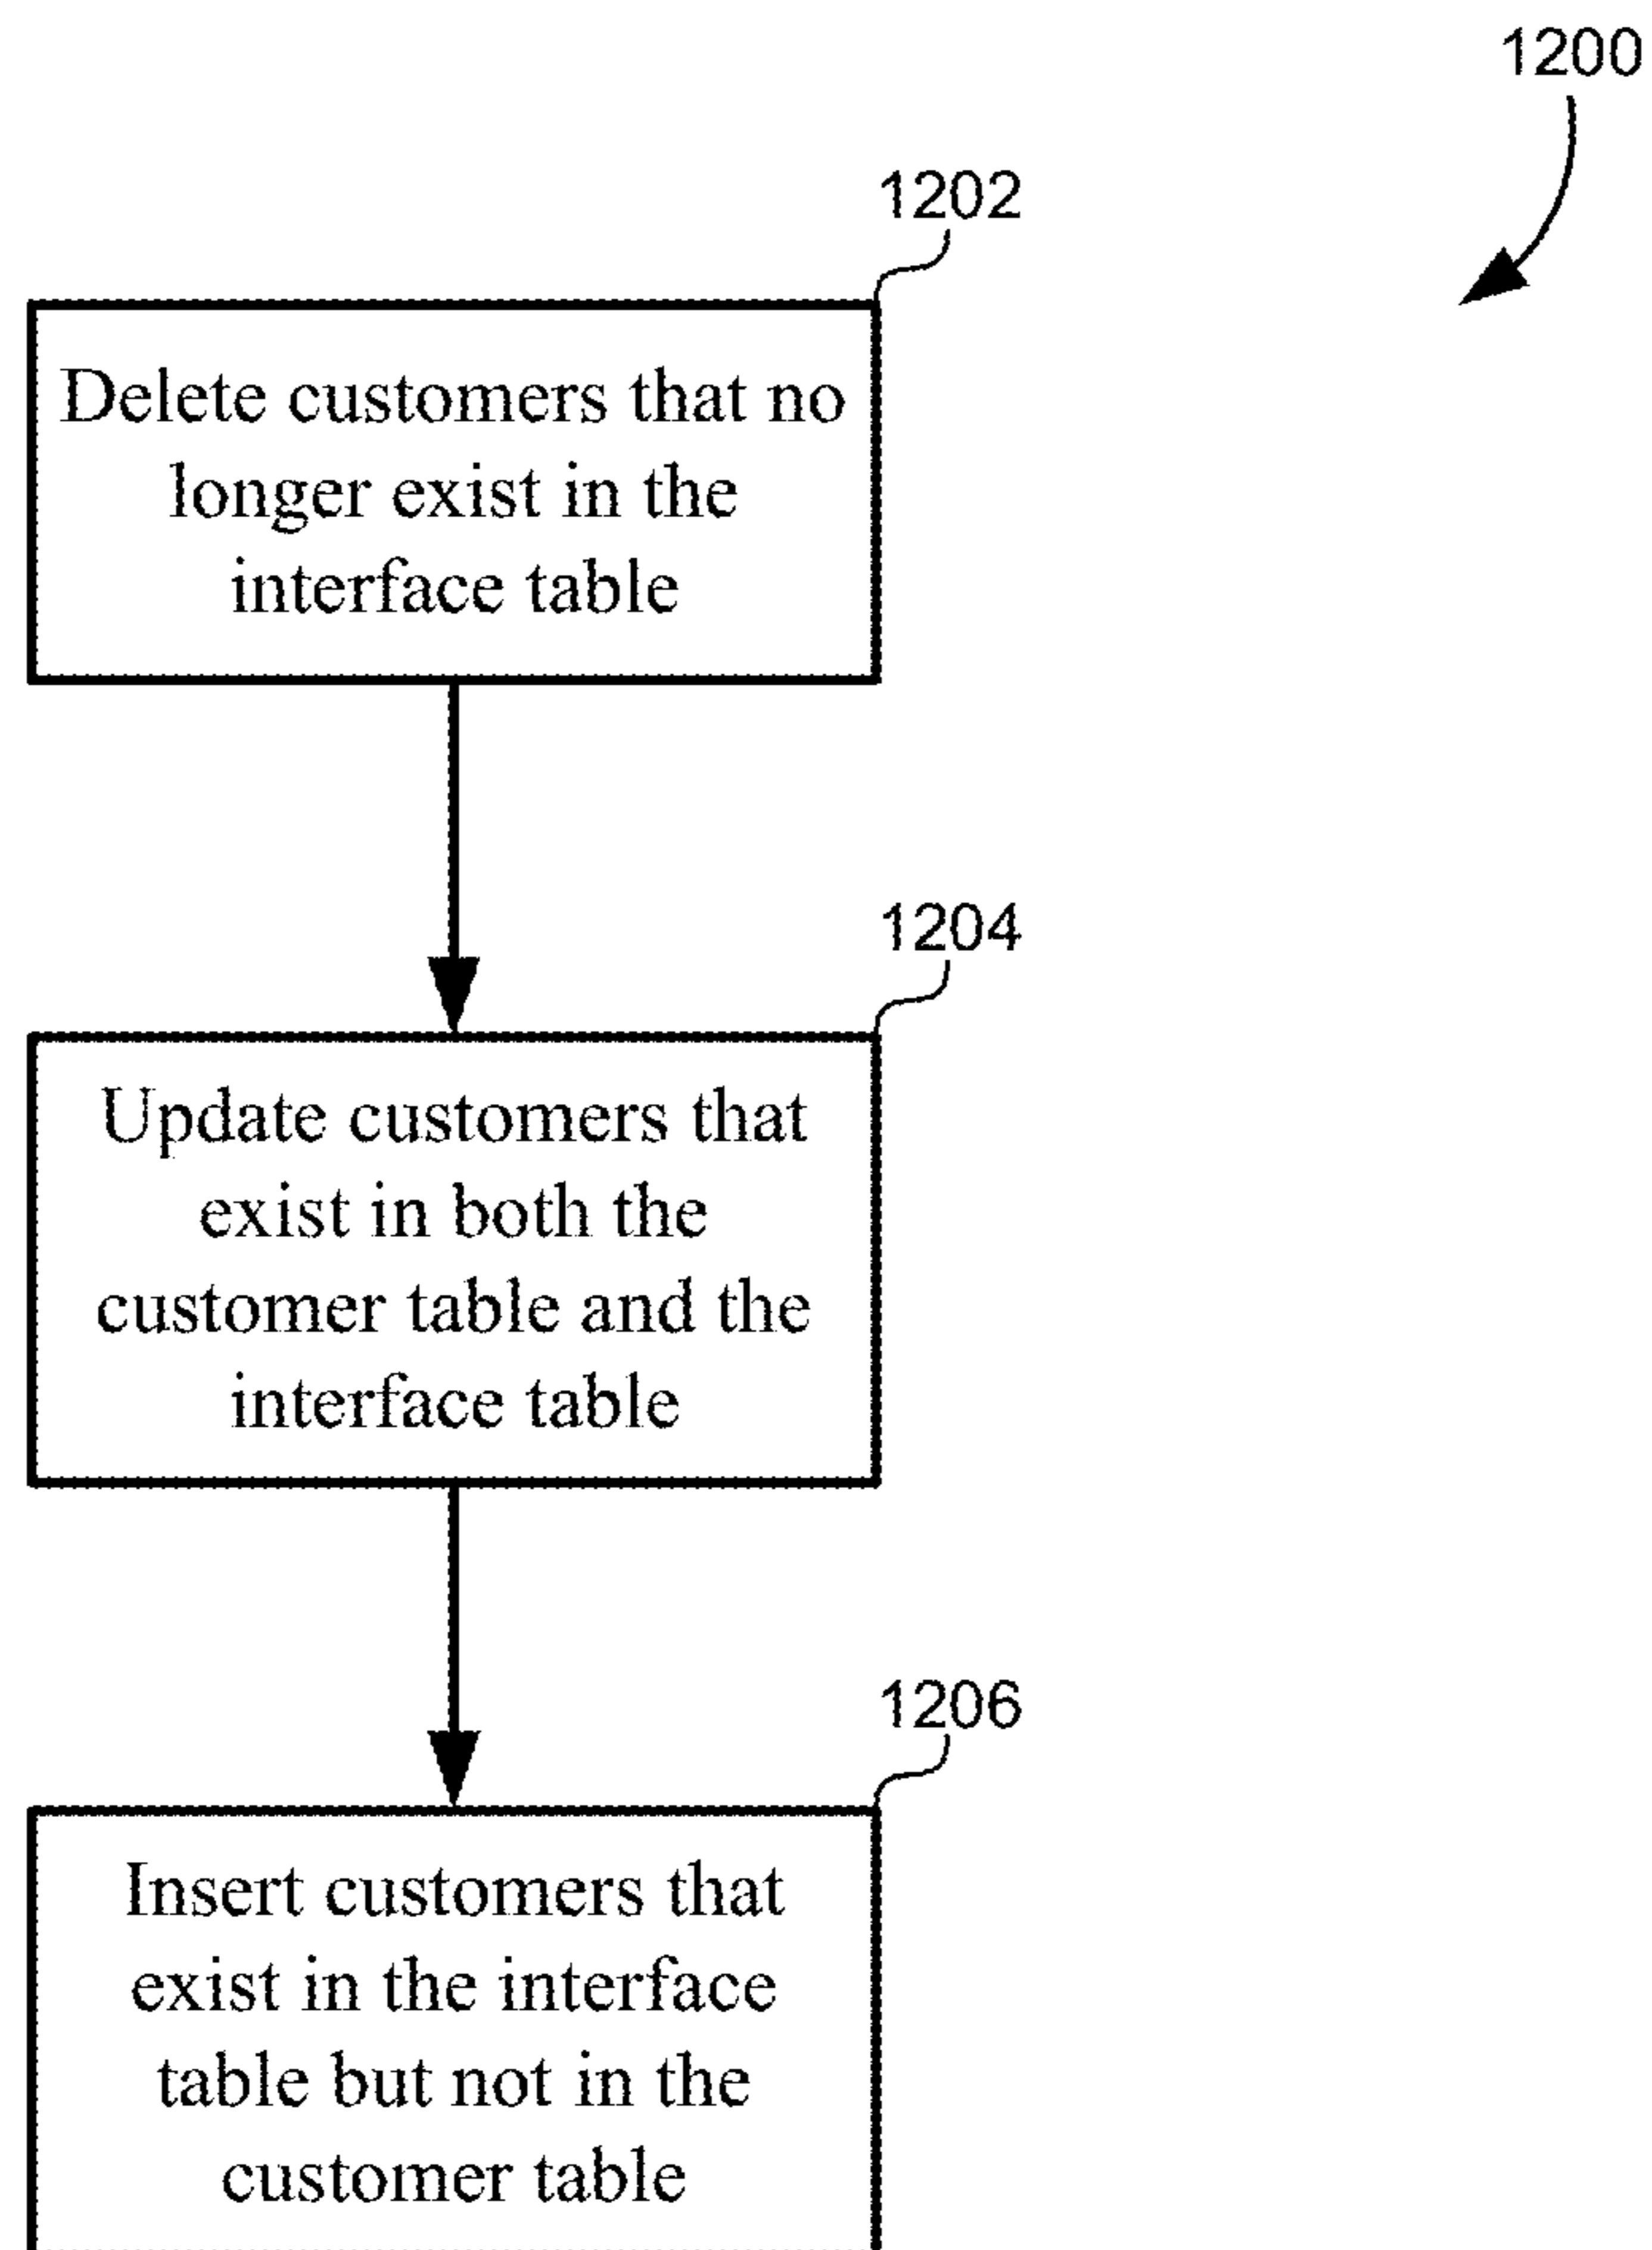 1200
1202
Delete customers that no
longer exist in the
interface table
1204
Update customers that
exist in both the
customer table and the
interface table
1206
Insert customers that
exist in the interface
table but not in the
customer table